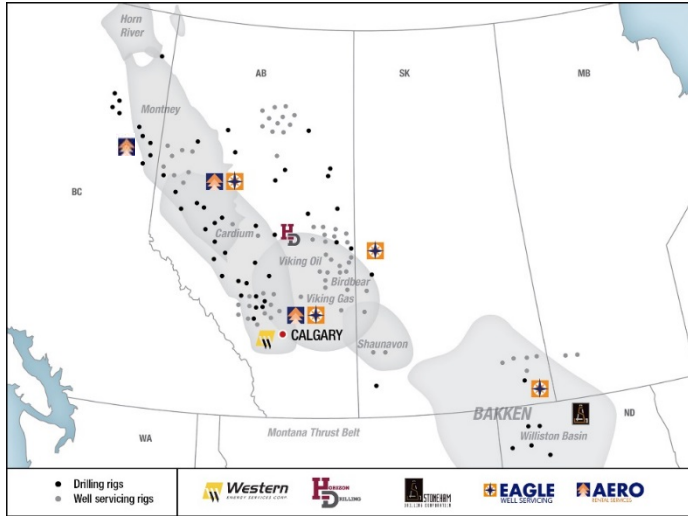 Horn
River
AB
SK
MB
Montney
BC
Cardium
HD
Viking Oil
Birdbear
Viking Gas
CALGARY
Shaunavon
BAKKEN
ND
Williston Basin
WA
Montana Thrust Belt
Drilling rigs
Well servicing rigs
Western
ENERGY SERVICES CORP
HORIZON
DRILLING
STONEHAM
DRILLING CORPORATION
EAGLE
WELL SERVICING
AERO
RENTAL SERVICES